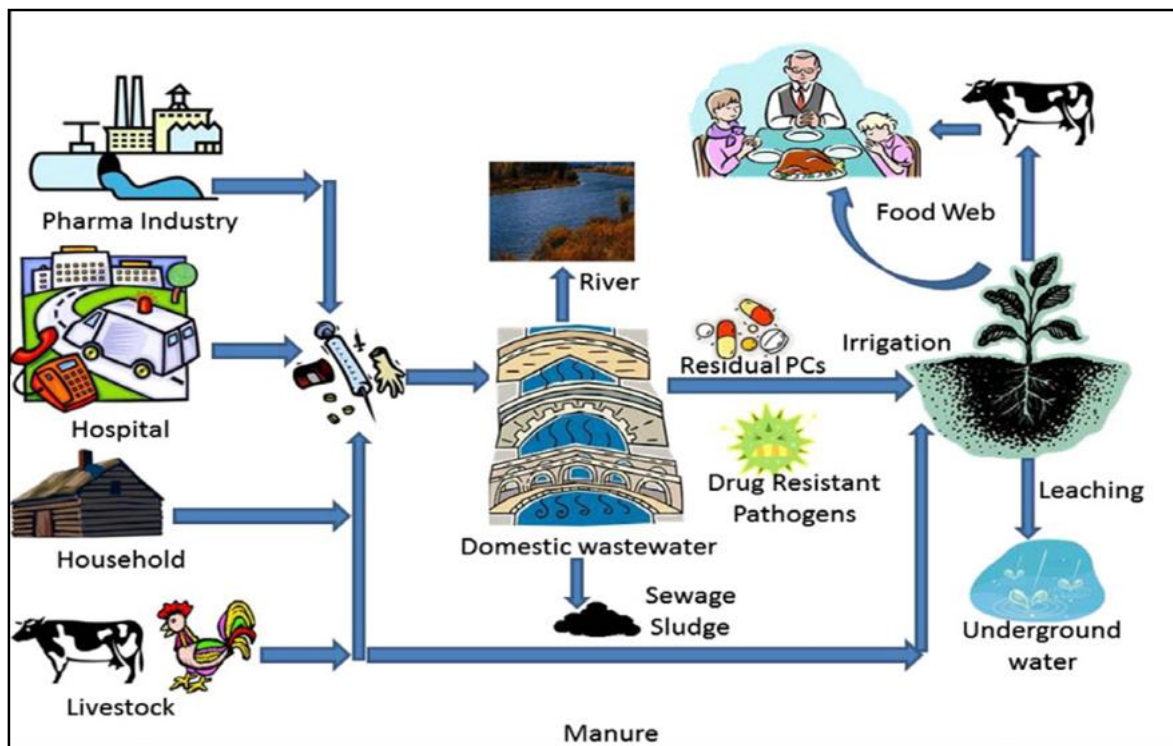 Pharma Industry
Hospital
Household
Livestock
River
Domestic wastewater
Sewage
Sludge
Residual PCs
Drug Resistant
Pathogens
Irrigation
Food Web
Leaching
Underground
water
Manure